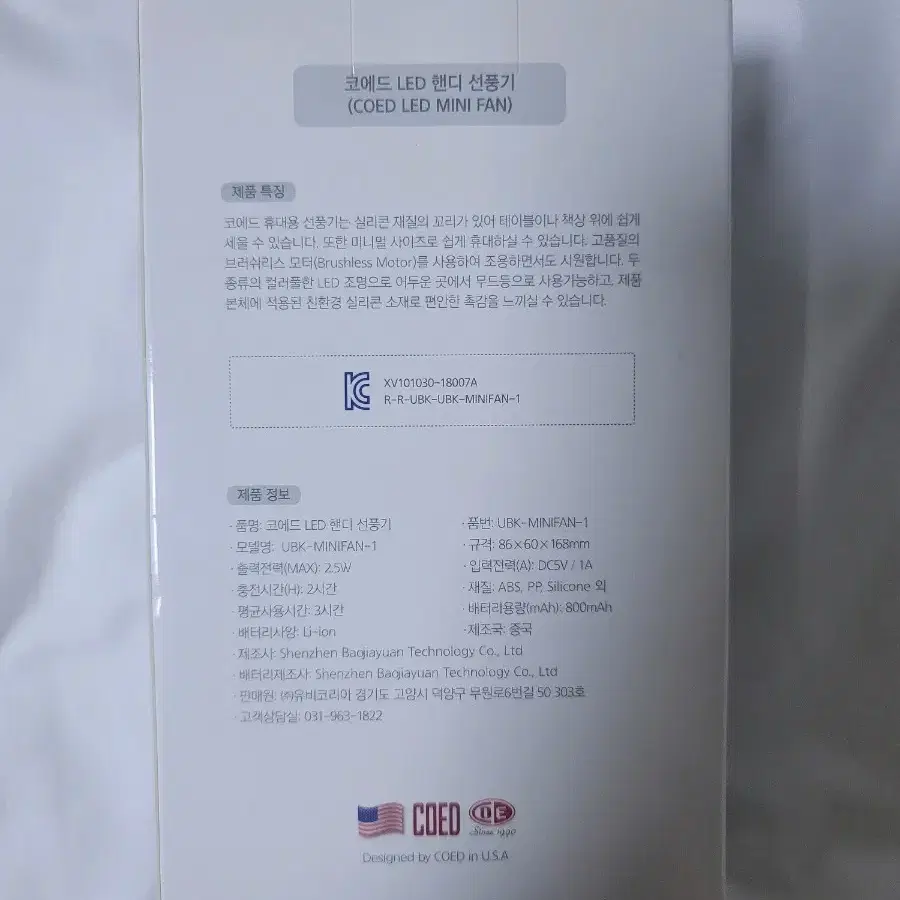 코에드 LED 핸디 선풍기
(COED LED MINI FAN)
제품 특징
코에드 휴대용 선풍기는 실리콘 재질의 꼬리가 있어 테이블이나 책상 위에 쉽게
세울 수 있습니다. 또한 미니멀 사이즈로 쉽게 휴대하실 수 있습니다. 고품질의
브러쉬리스 모터(Brushless Motor)를 사용하여 조용하면서도 시원합니다. 두
종류의 컬러풀한 LED 조명으로 어두운 곳에서 무드등으로 사용가능하고, 제품
본체에 적용된 친환경 실리콘 소재로 편안한 촉감을 느끼실 수 있습니다.
XV101030-18007A
R-R-UBK-UBK-MINIFAN-1
제품 정보
· 품명: 코에드 LED 핸디 선풍기 · 품번: UBK-MINIFAN-1
· 모델명: UBK-MINIFAN-1 · 규격: 86×60×168mm
· 출력전력(MAX): 2.5W · 입력전력(A): DC5V / 1A
· 충전시간(H): 2시간 · 재질: ABS, PP, Silicone 외
· 평균사용시간: 3시간 · 배터리용량(mAh): 800mAh
· 배터리사양: Li-ion · 제조국: 중국
· 제조사: Shenzhen Baqiayuan Technology Co., Ltd
· 배터리제조사: Shenzhen Baqiayuan Technology Co., Ltd
· 판매원: ㈜유비코리아 경기도 고양시 덕양구 무원로6번길 50 303호
· 고객상담실: 031-963-1822
COED
Since 1990
Designed by COED in U.S.A